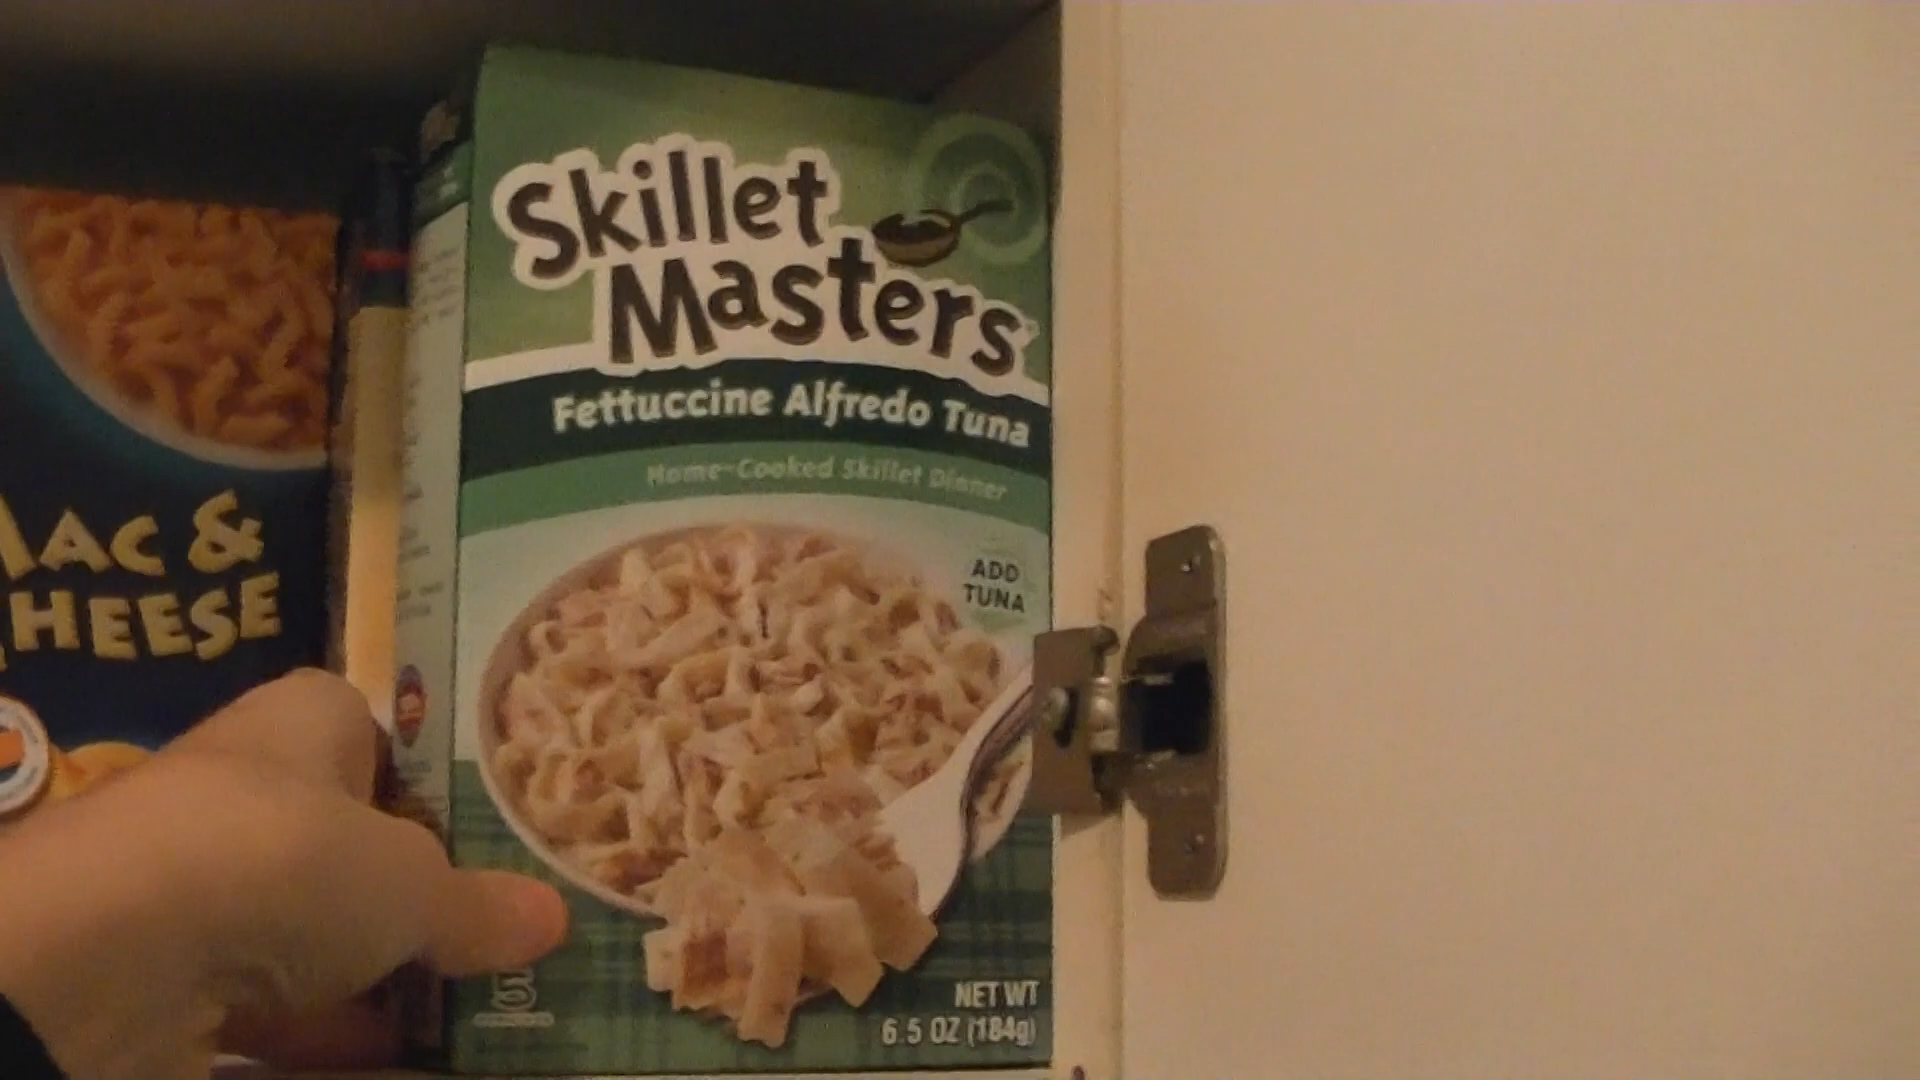 Skillet
Masters
Fettuccine Alfredo Tuna
Home-Cooked Skillet Dinner
ADD
TUNA
NET WT
6.5 OZ (184g)
5
AC &
HEESE